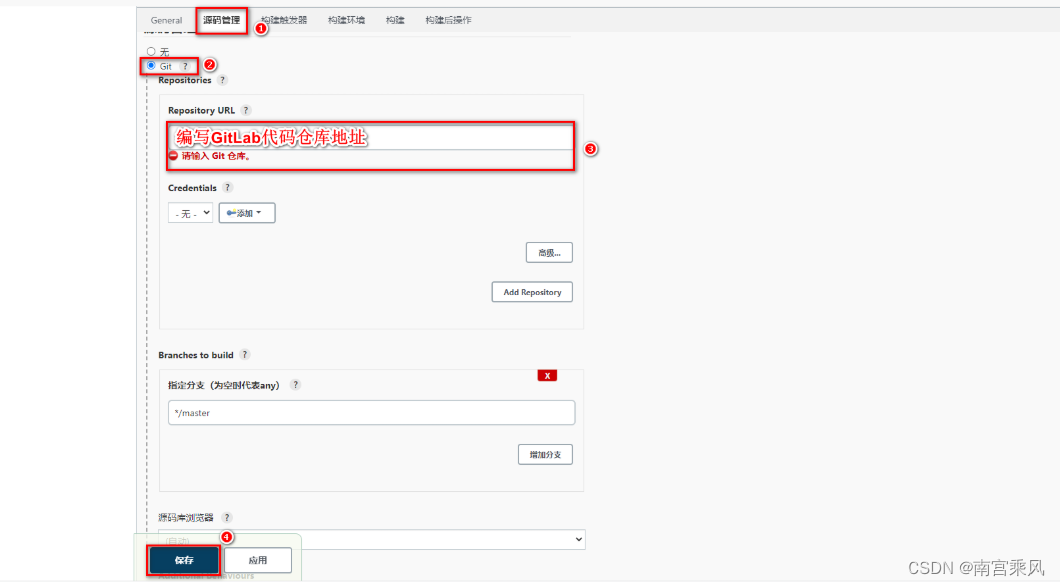 General 源码管理 构建触发器 构建环境 构建 构建后操作
1
无
Git ? 2
Repositories ?
Repository URL ?
编写GitLab代码仓库地址
请输入 Git 仓库。
3
Credentials ?
- 无 - 添加
高级...
Add Repository
Branches to build ?
X
指定分支（为空时代表any） ?
*/master
增加分支
源码库浏览器 ?
4
(自动)
保存 应用
Additional Behaviours
CSDN @南宫乘风